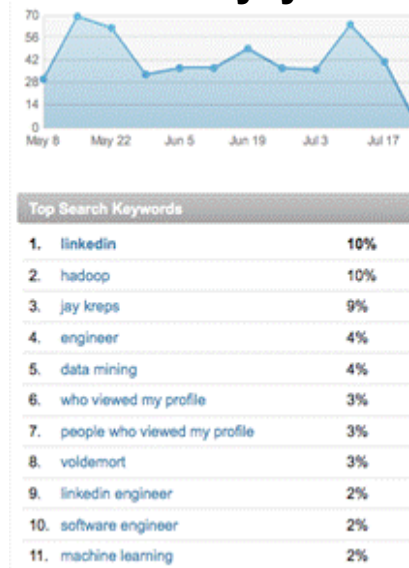 70
56
42
28
14
0
May 8 May 22 Jun 5 Jun 19 Jul 3 Jul 17
Top Search Keywords
1. linkedin 10%
2. hadoop 10%
3. jay kreps 9%
4. engineer 4%
5. data mining 4%
6. who viewed my profile 3%
7. people who viewed my profile 3%
8. voldemort 3%
9. linkedin engineer 2%
10. software engineer 2%
11. machine learning 2%